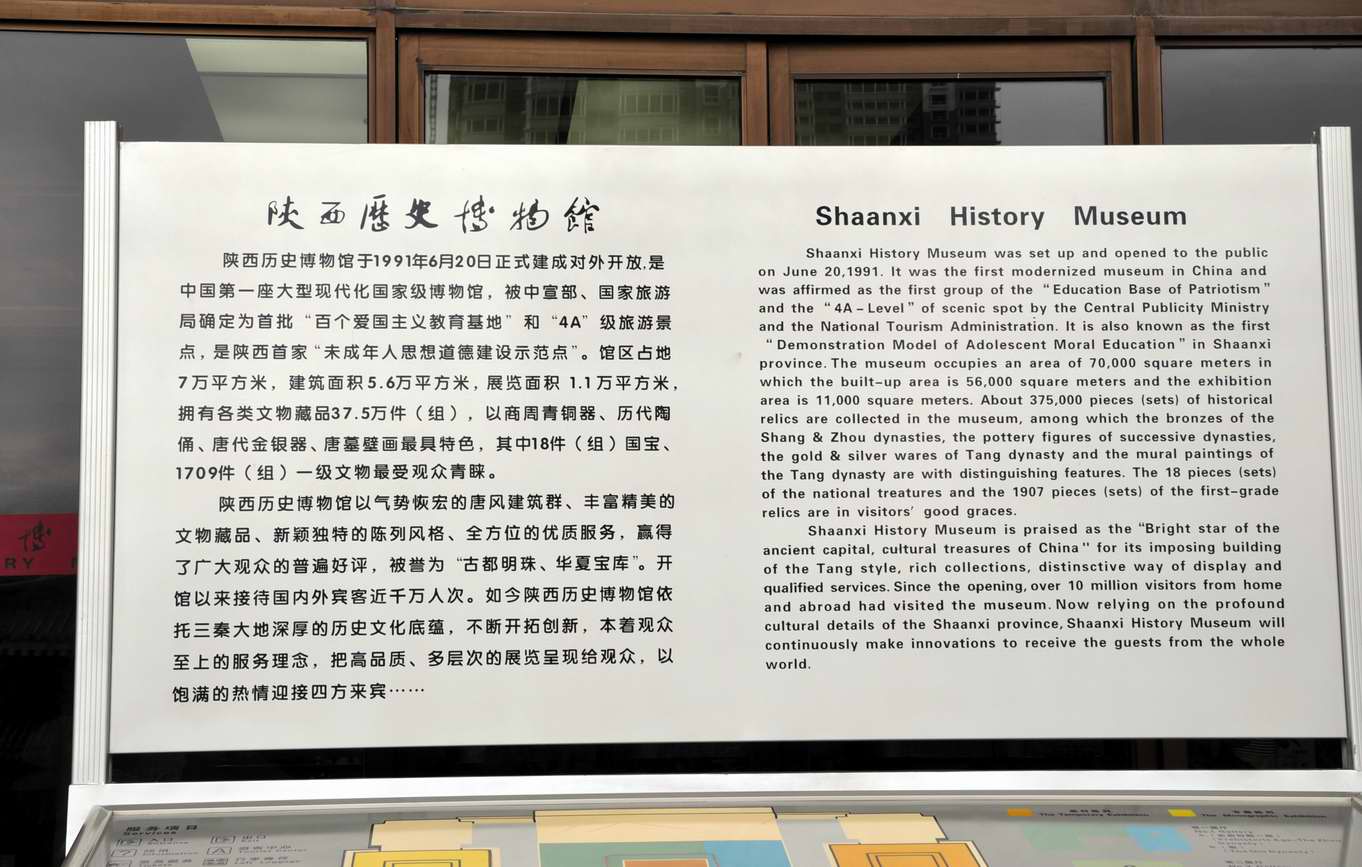 陕西歷史博物館
陕西历史博物馆于1991年6月20日正式建成对外开放,是
中国第一座大型现代化国家级博物馆，被中宣部、国家旅游
局确定为首批“百个爱国主义教育基地”和“4A”级旅游景
点，是陕西首家“未成年人思想道德建设示范点”。馆区占地
7万平方米，建筑面积5.6万平方米，展览面积 1.1万平方米，
拥有各类文物藏品37.5万件（组），以商周青铜器、历代陶
俑、唐代金银器、唐墓壁画最具特色，其中18件（组）国宝、
1709件（组）一级文物最受观众青睐。
陕西历史博物馆以气势恢宏的唐风建筑群、丰富精美的
文物藏品、新颖独特的陈列风格、全方位的优质服务，赢得
了广大观众的普遍好评，被誉为“古都明珠、华夏宝库”。开
馆以来接待国内外宾客近千万人次。如今陕西历史博物馆依
托三秦大地深厚的历史文化底蕴，不断开拓创新，本着观众
至上的服务理念，把高品质、多层次的展览呈现给观众，以
饱满的热情迎接四方来宾……
Shaanxi History Museum
Shaanxi History Museum was set up and opened to the public
on June 20,1991. It was the first modernized museum in China and
was affirmed as the first group of the “Education Base of Patriotism”
and the “4A-Level” of scenic spot by the Central Publicity Ministry
and the National Tourism Administration. It is also known as the first
“Demonstration Model of Adolescent Moral Education” in Shaanxi
province. The museum occupies an area of 70,000 square meters in
which the built-up area is 56,000 square meters and the exhibition
area is 11,000 square meters. About 375,000 pieces (sets) of historical
relics are collected in the museum, among which the bronzes of the
Shang & Zhou dynasties, the pottery figures of successive dynasties,
the gold & silver wares of Tang dynasty and the mural paintings of
the Tang dynasty are with distinguishing features. The 18 pieces (sets)
of the national treatures and the 1907 pieces (sets) of the first-grade
relics are in visitors' good graces.
Shaanxi History Museum is praised as the “Bright star of the
ancient capital, cultural treasures of China" for its imposing building
of the Tang style, rich collections, distinsctive way of display and
qualified services. Since the opening, over 10 million visitors from home
and abroad had visited the museum. Now relying on the profound
cultural details of the Shaanxi province, Shaanxi History Museum will
continuously make innovations to receive the guests from the whole
world.
博
RY
服务项目
Services
入口
出口
The Temporary Exhibition